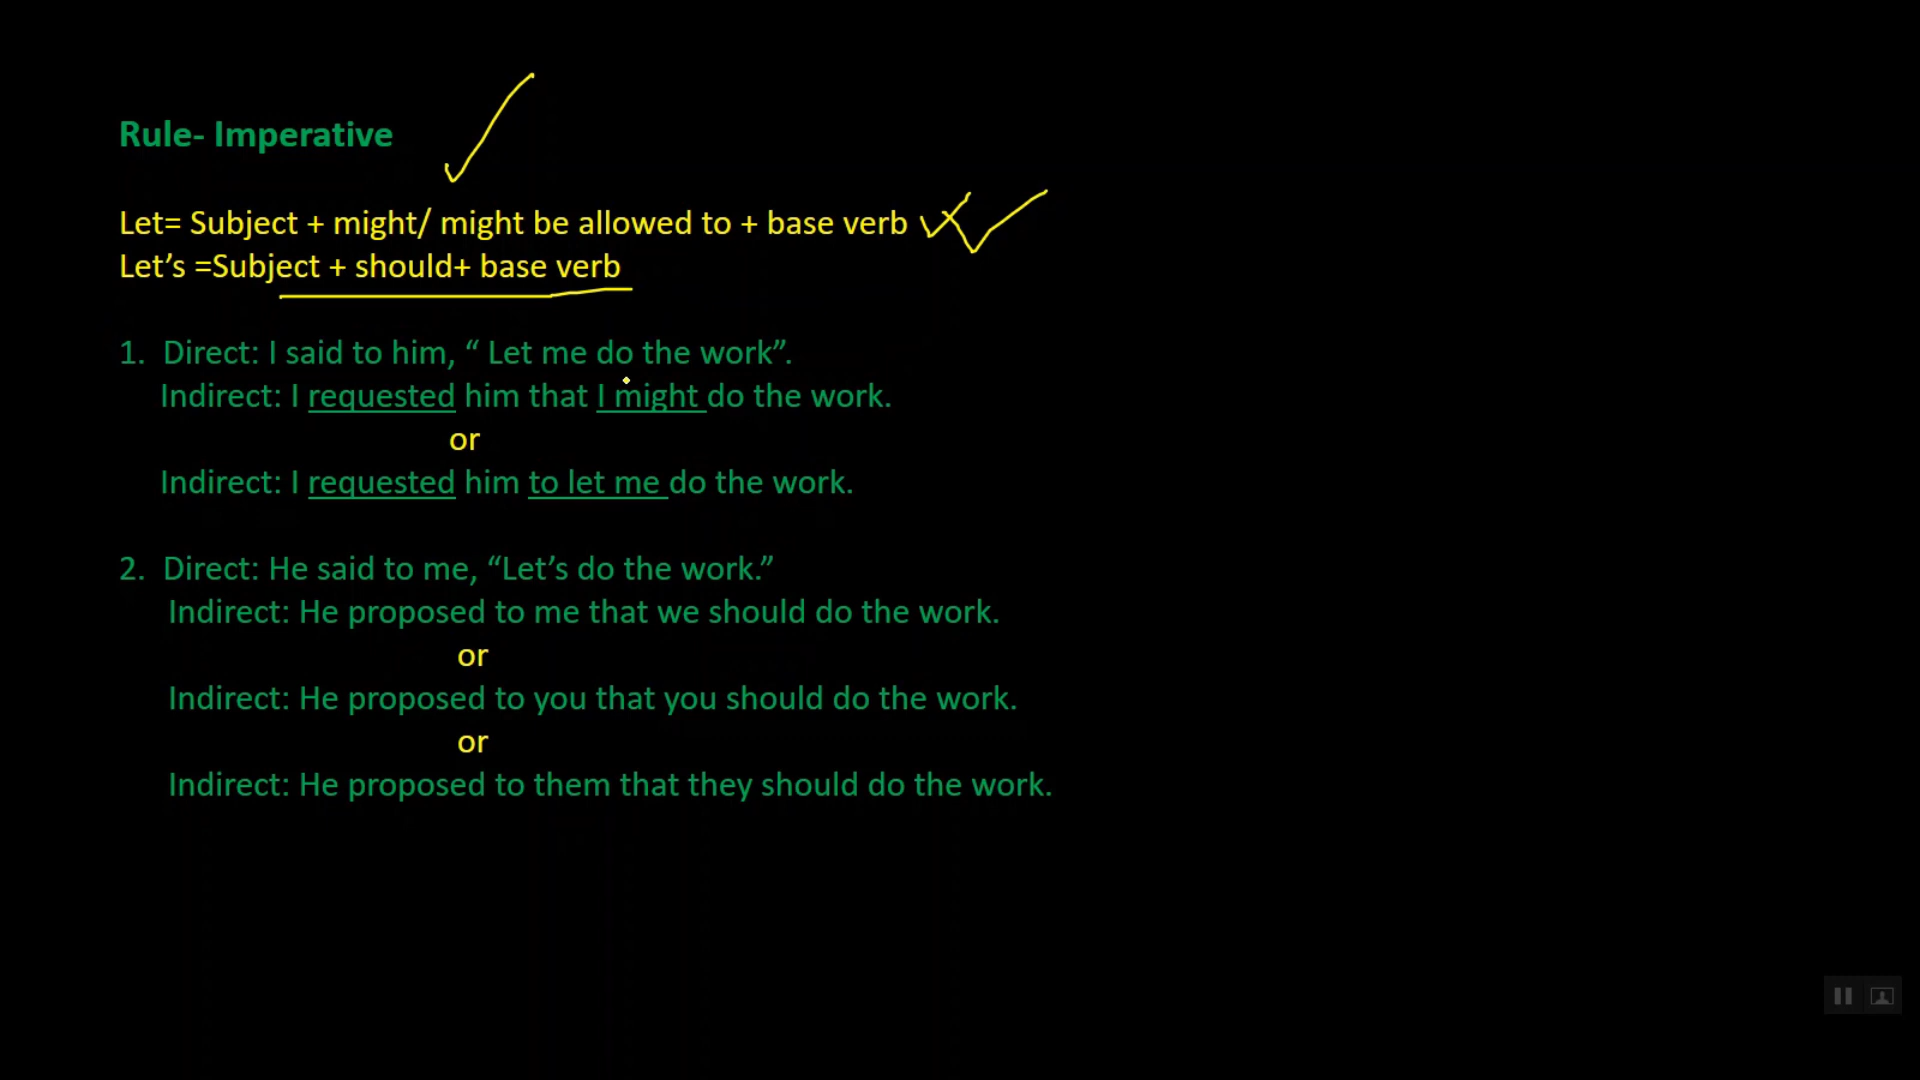 Rule- Imperative
Let= Subject + might/ might be allowed to + base verb
Let’s =Subject + should+ base verb
1. Direct: I said to him, “ Let me do the work”.
Indirect: I requested him that I might do the work.
or
Indirect: I requested him to let me do the work.
2. Direct: He said to me, “Let’s do the work.”
Indirect: He proposed to me that we should do the work.
or
Indirect: He proposed to you that you should do the work.
or
Indirect: He proposed to them that they should do the work.